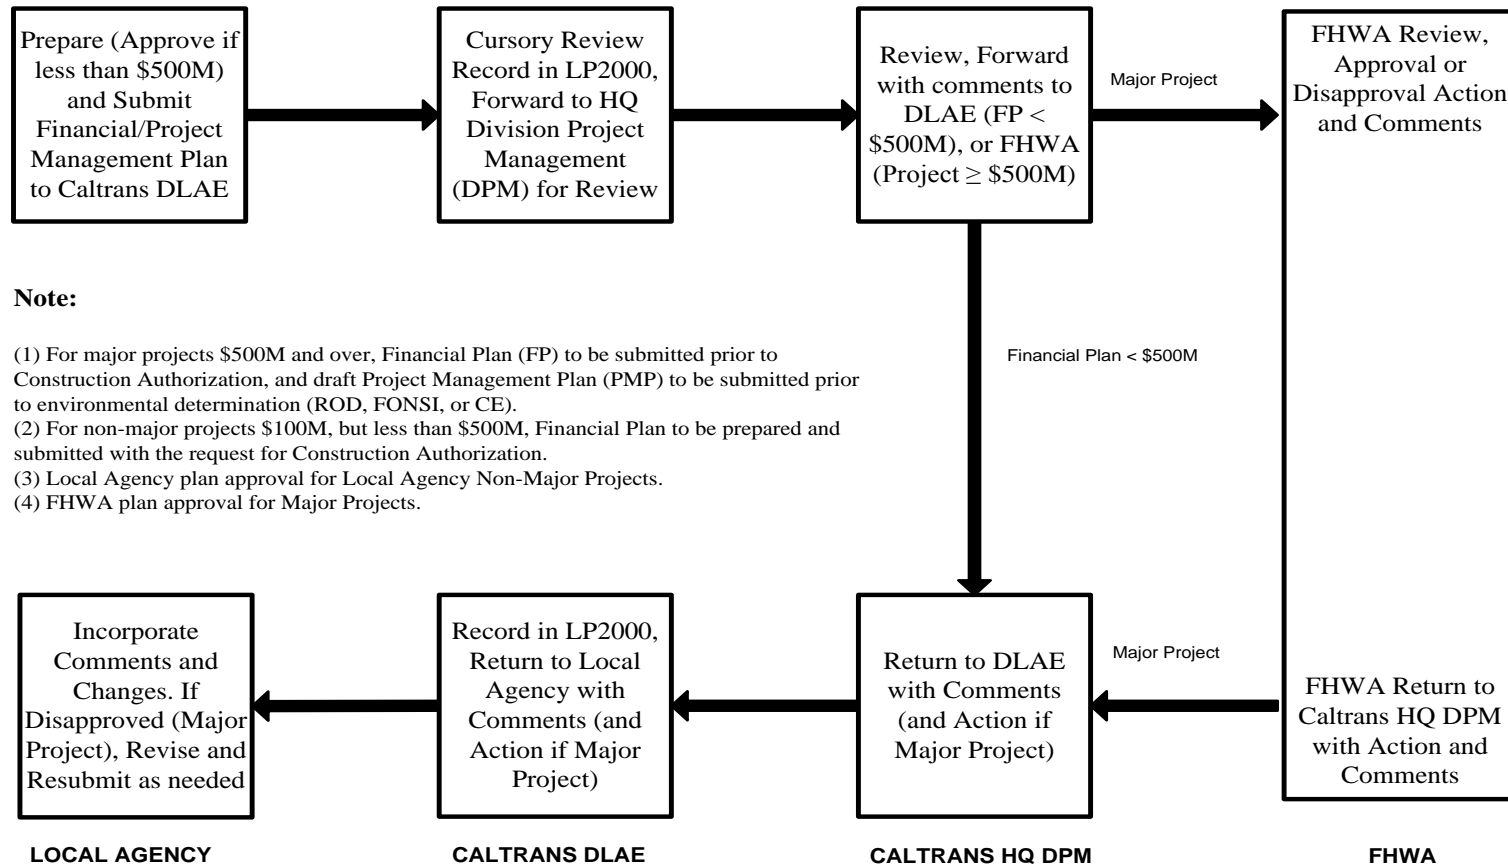 Prepare (Approve if
less than $500M)
and Submit
Financial/Project
Management Plan
to Caltrans DLAE
Cursory Review
Record in LP2000,
Forward to HQ
Division Project
Management
(DPM) for Review
Review, Forward
with comments to
DLAE (FP <
$500M), or FHWA
(Project ≥ $500M)
Major Project
FHWA Review,
Approval or
Disapproval Action
and Comments
Note:
(1) For major projects $500M and over, Financial Plan (FP) to be submitted prior to
Construction Authorization, and draft Project Management Plan (PMP) to be submitted prior
to environmental determination (ROD, FONSI, or CE).
(2) For non-major projects $100M, but less than $500M, Financial Plan to be prepared and
submitted with the request for Construction Authorization.
(3) Local Agency plan approval for Local Agency Non-Major Projects.
(4) FHWA plan approval for Major Projects.
Financial Plan < $500M
Incorporate
Comments and
Changes. If
Disapproved (Major
Project), Revise and
Resubmit as needed
Record in LP2000,
Return to Local
Agency with
Comments (and
Action if Major
Project)
Return to DLAE
with Comments
(and Action if
Major Project)
Major Project
FHWA Return to
Caltrans HQ DPM
with Action and
Comments
LOCAL AGENCY
CALTRANS DLAE
CALTRANS HQ DPM
FHWA